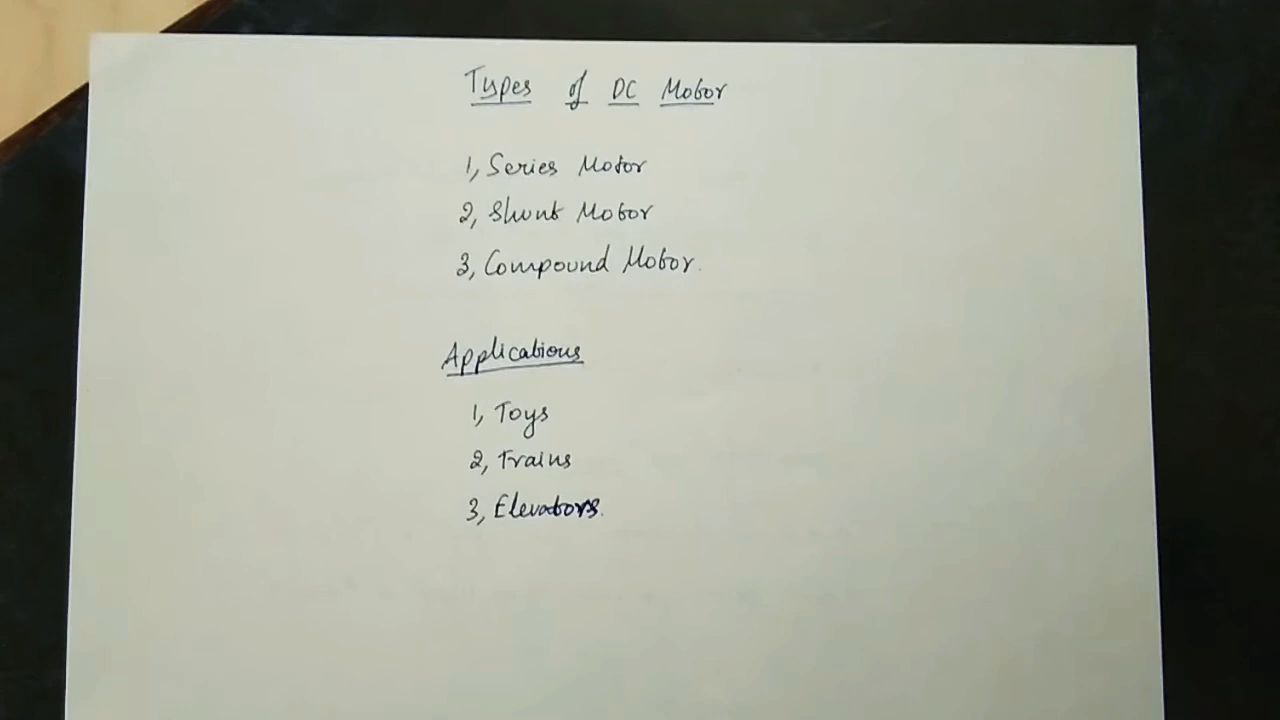 Types of DC Motor
1, Series Motor
2, Shunt Motor
3, Compound Motor.
Applications
1, Toys
2, Trains
3, Elevators.